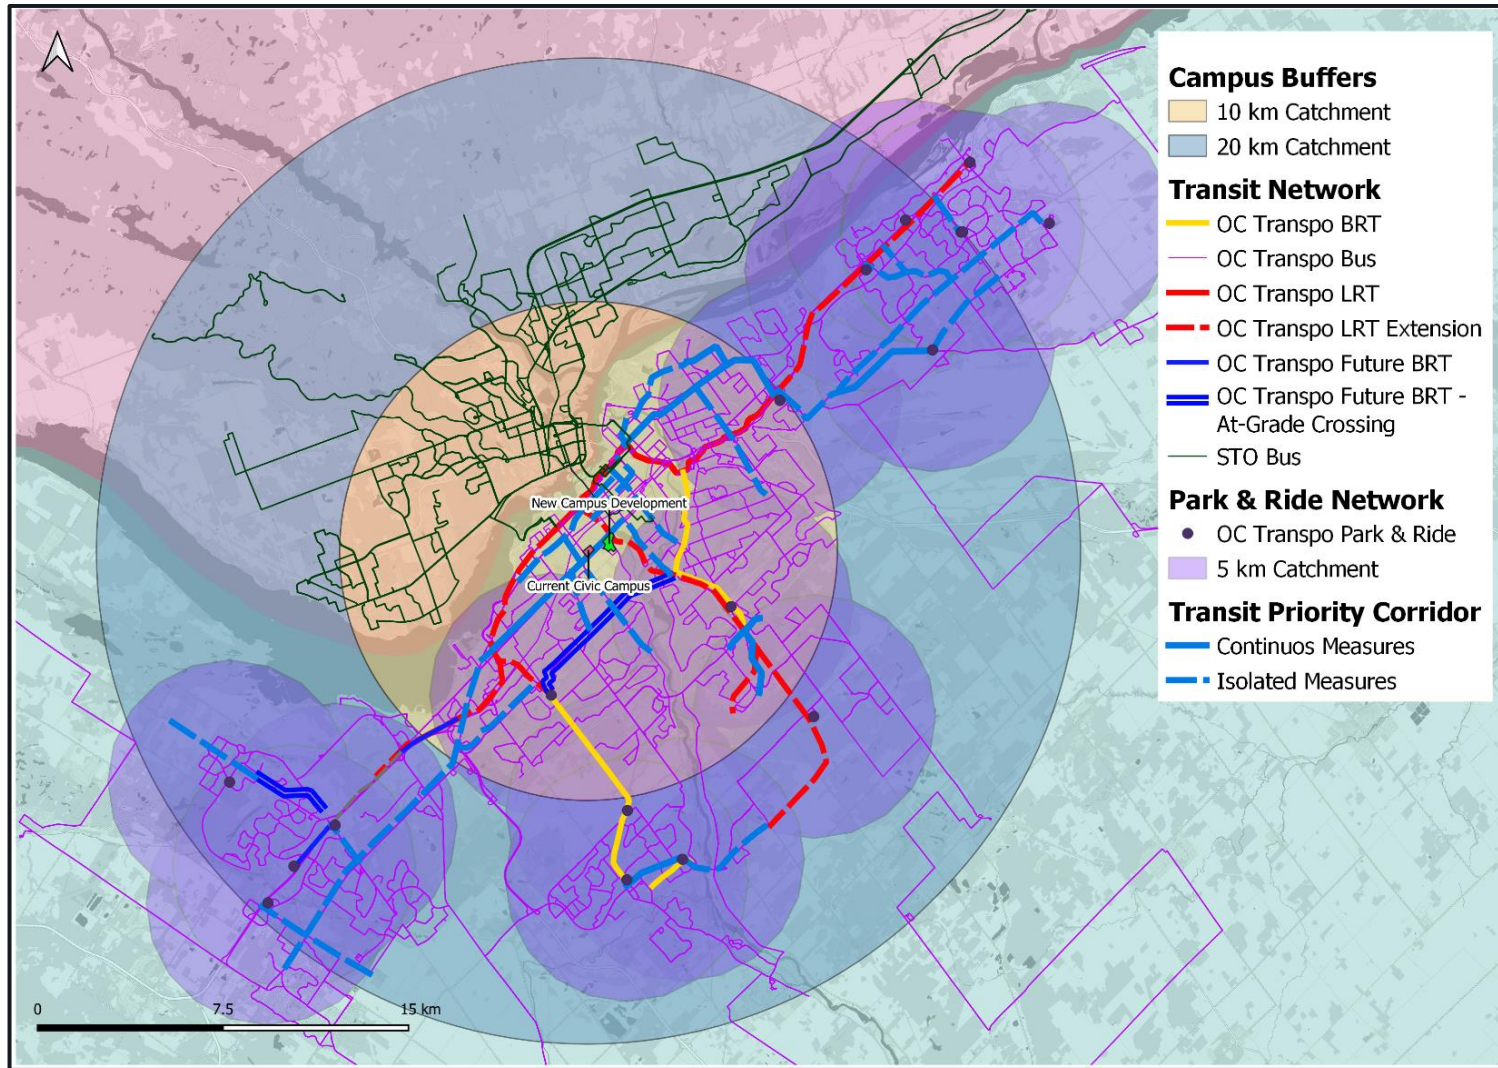 Campus Buffers
10 km Catchment
20 km Catchment
Transit Network
OC Transpo BRT
OC Transpo Bus
OC Transpo LRT
OC Transpo LRT Extension
OC Transpo Future BRT
OC Transpo Future BRT -
At-Grade Crossing
STO Bus
Park & Ride Network
OC Transpo Park & Ride
5 km Catchment
Transit Priority Corridor
Continuos Measures
Isolated Measures
New Campus Development
Current Civic Campus
0 7.5 15 km